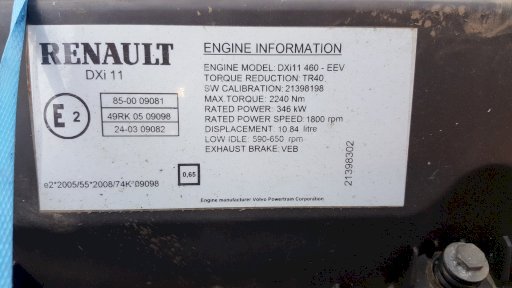 RENAULT
DXi 11
E 2
85-00 09081
49RK 05 09098
24-03 09082
e2*2005/55*2008/74K*09098
0,65
ENGINE INFORMATION
ENGINE MODEL: DXi11 460 - EEV
TORQUE REDUCTION: TR40.
SW CALIBRATION: 21398198
MAX TORQUE: 2240 Nm
RATED POWER: 346 kW
RATED POWER SPEED: 1800 rpm
DISPLACEMENT: 10.84 litre
LOW IDLE: 590-650 rpm
EXHAUST BRAKE: VEB
21398302
Engine manufacturer Volvo Powertrain Corporation